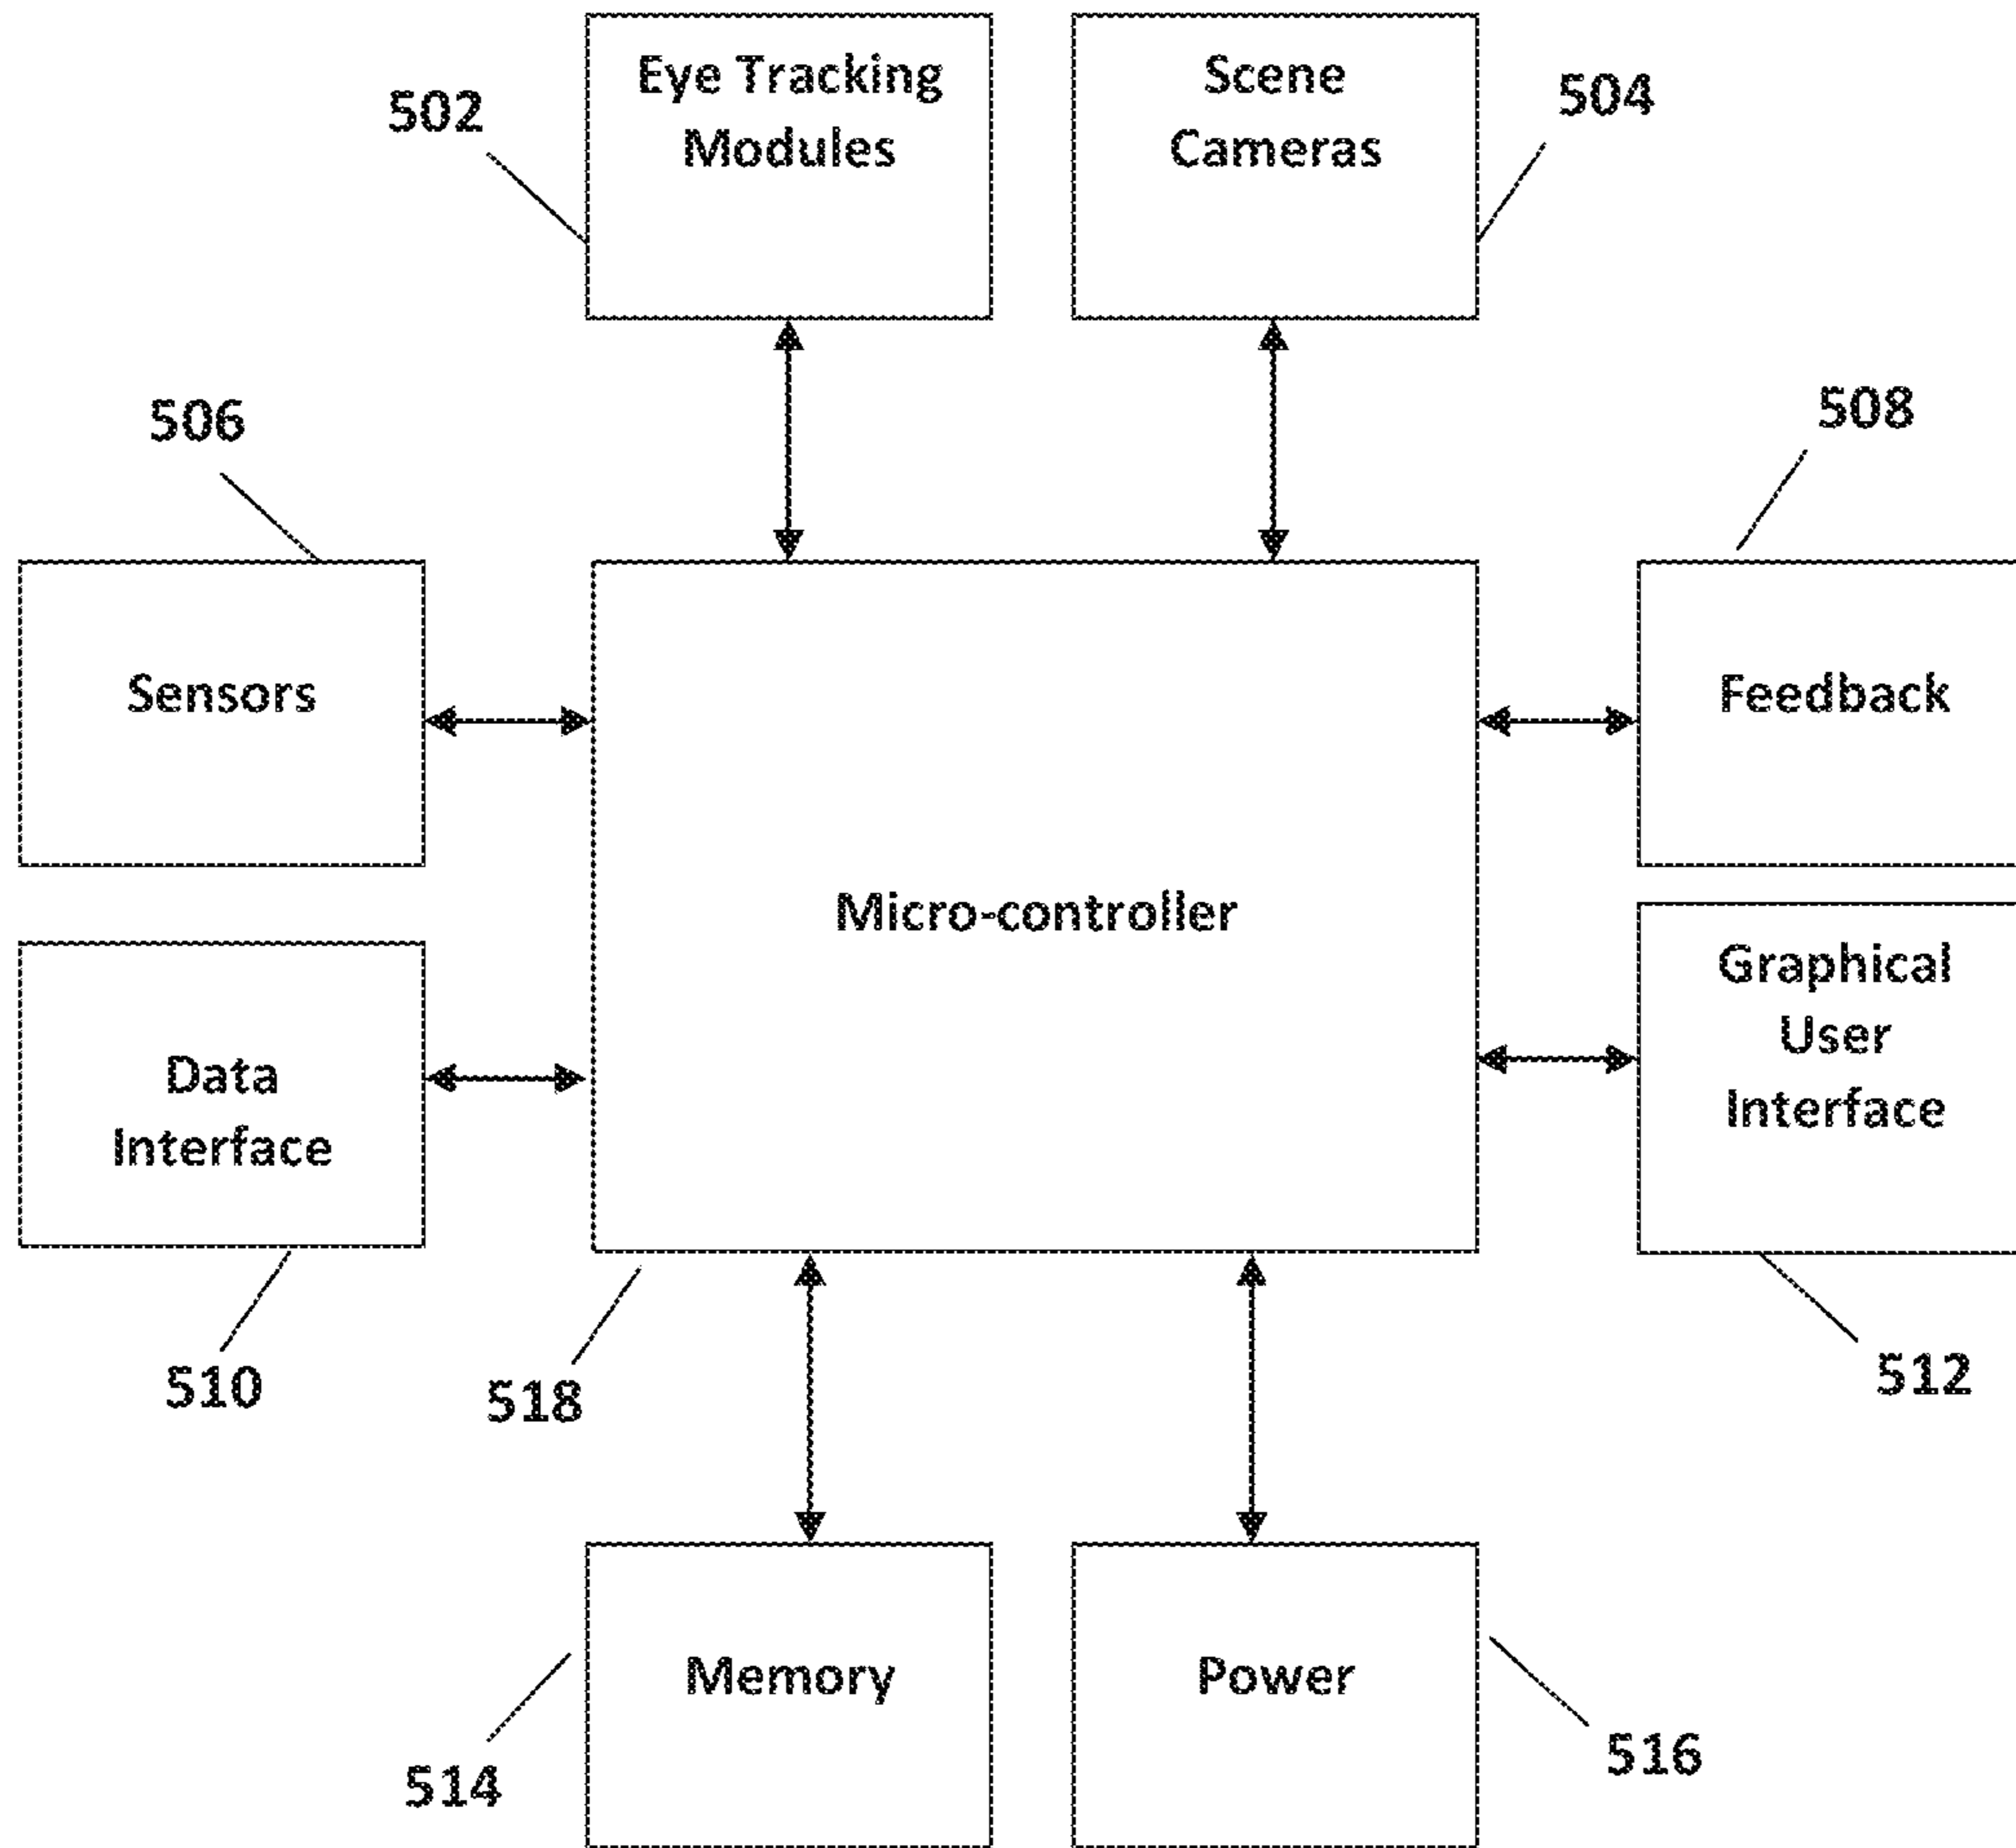 Eye Tracking
Modules
Scene
Cameras
502
504
506
508
Sensors
Feedback
Micro-controller
Data
Interface
Graphical
User
Interface
510
518
512
Memory
Power
514
516